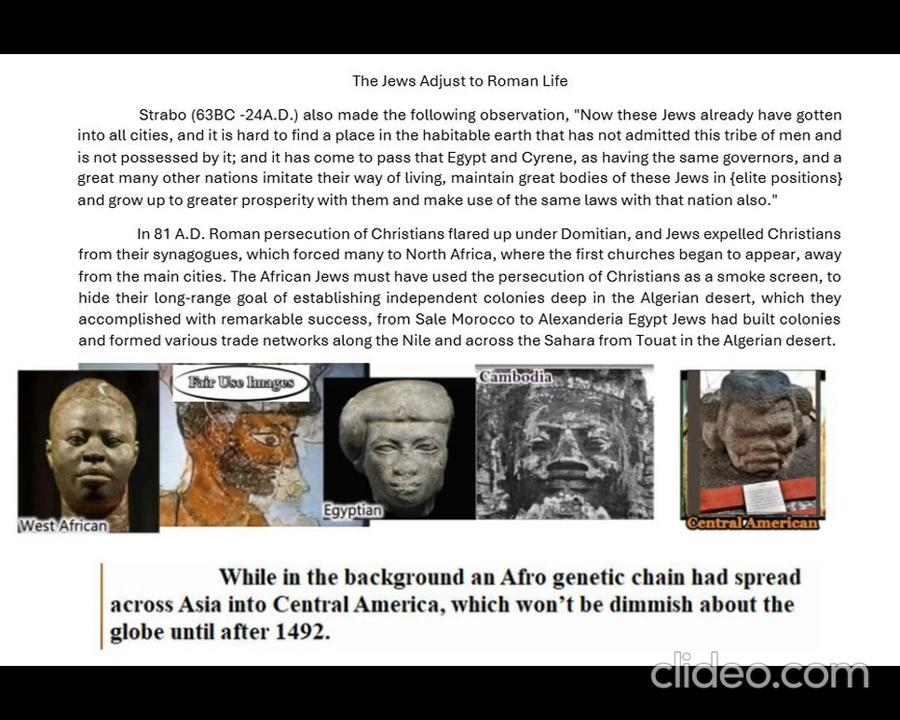 The Jews Adjust to Roman Life
Strabo (63BC -24A.D.) also made the following observation, "Now these Jews already have gotten
into all cities, and it is hard to find a place in the habitable earth that has not admitted this tribe of men and
is not possessed by it; and it has come to pass that Egypt and Cyrene, as having the same governors, and a
great many other nations imitate their way of living, maintain great bodies of these Jews in {elite positions}
and grow up to greater prosperity with them and make use of the same laws with that nation also."
In 81 A.D. Roman persecution of Christians flared up under Domitian, and Jews expelled Christians
from their synagogues, which forced many to North Africa, where the first churches began to appear, away
from the main cities. The African Jews must have used the persecution of Christians as a smoke screen, to
hide their long-range goal of establishing independent colonies deep in the Algerian desert, which they
accomplished with remarkable success, from Sale Morocco to Alexanderia Egypt Jews had built colonies
and formed various trade networks along the Nile and across the Sahara from Touat in the Algerian desert.
Fair Use Images
Cambodia
West African
Egyptian
Central American
While in the background an Afro genetic chain had spread
across Asia into Central America, which won't be dimmish about the
globe until after 1492.
clideo.com